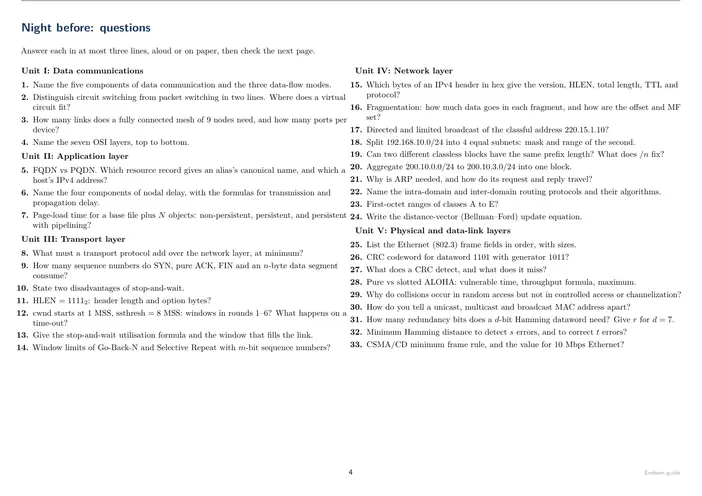 Night before: questions
Answer each in at most three lines, aloud or on paper, then check the next page.
Unit I: Data communications
1. Name the five components of data communication and the three data-flow modes.
2. Distinguish circuit switching from packet switching in two lines. Where does a virtual
circuit fit?
3. How many links does a fully connected mesh of 9 nodes need, and how many ports per
device?
4. Name the seven OSI layers, top to bottom.
Unit II: Application layer
5. FQDN vs PQDN. Which resource record gives an alias's canonical name, and which a
host's IPv4 address?
6. Name the four components of nodal delay, with the formulas for transmission and
propagation delay.
7. Page-load time for a base file plus N objects: non-persistent, persistent, and persistent
with pipelining?
Unit III: Transport layer
8. What must a transport protocol add over the network layer, at minimum?
9. How many sequence numbers do SYN, pure ACK, FIN and an n-byte data segment
consume?
10. State two disadvantages of stop-and-wait.
11. HLEN = 1111₂: header length and option bytes?
12. cwnd starts at 1 MSS, ssthresh = 8 MSS: windows in rounds 1–6? What happens on a
time-out?
13. Give the stop-and-wait utilisation formula and the window that fills the link.
14. Window limits of Go-Back-N and Selective Repeat with m-bit sequence numbers?
Unit IV: Network layer
15. Which bytes of the IPv4 header in hex give the version, HLEN, total length, TTL and
protocol?
16. Fragmentation: how much data goes in each fragment, and how are the offset and MF
set?
17. Directed and limited broadcast of the classful address 220.15.1.10?
18. Split 192.168.10.0/24 into 4 equal subnets: mask and range of the second.
19. Can two different classless blocks have the same prefix length? What does /n fix?
20. Aggregate 200.10.0.0/24 to 200.10.3.0/24 into one block.
21. Why is ARP needed, and how do its request and reply travel?
22. Name the intra-domain and inter-domain routing protocols and their algorithms.
23. First-octet ranges of classes A to E?
24. Write the distance-vector (Bellman–Ford) update equation.
Unit V: Physical and data-link layers
25. List the Ethernet (802.3) frame fields in order, with sizes.
26. CRC codeword for dataword 1101 with generator 1011?
27. What does a CRC detect, and what does it miss?
28. Pure vs slotted ALOHA: vulnerable time, throughput formula, maximum.
29. Why do collisions occur in random access but not in controlled access or channelization?
30. How do you tell a unicast, multicast and broadcast MAC address apart?
31. How many redundancy bits does a d-bit Hamming dataword need? Give r for d = 7.
32. Minimum Hamming distance to detect s errors, and to correct t errors?
33. CSMA/CD minimum frame rule, and the value for 10 Mbps Ethernet?
4
Endsem guide